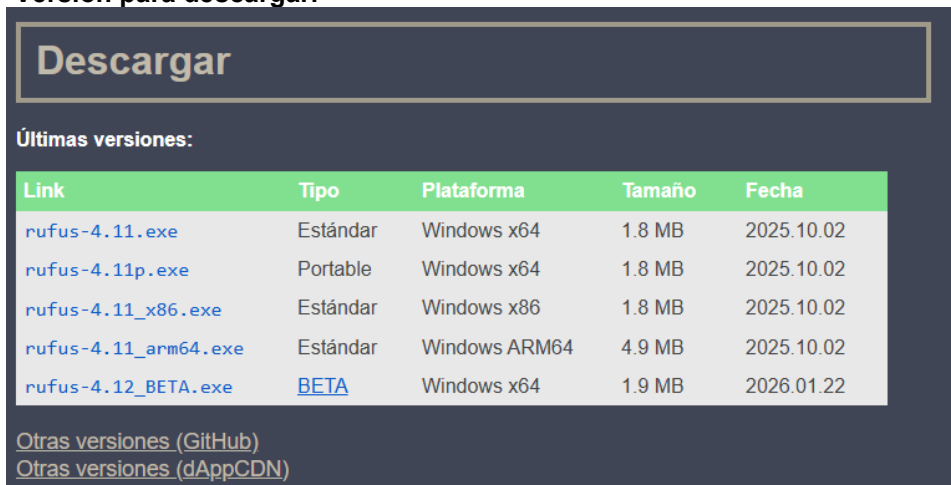 Versión para descargar:
Descargar
Últimas versiones:
Link Tipo Plataforma Tamaño Fecha
rufus-4.11.exe Estándar Windows x64 1.8 MB 2025.10.02
rufus-4.11p.exe Portable Windows x64 1.8 MB 2025.10.02
rufus-4.11_x86.exe Estándar Windows x86 1.8 MB 2025.10.02
rufus-4.11_arm64.exe Estándar Windows ARM64 4.9 MB 2025.10.02
rufus-4.12_BETA.exe BETA Windows x64 1.9 MB 2026.01.22
Otras versiones (GitHub)
Otras versiones (dAppCDN)